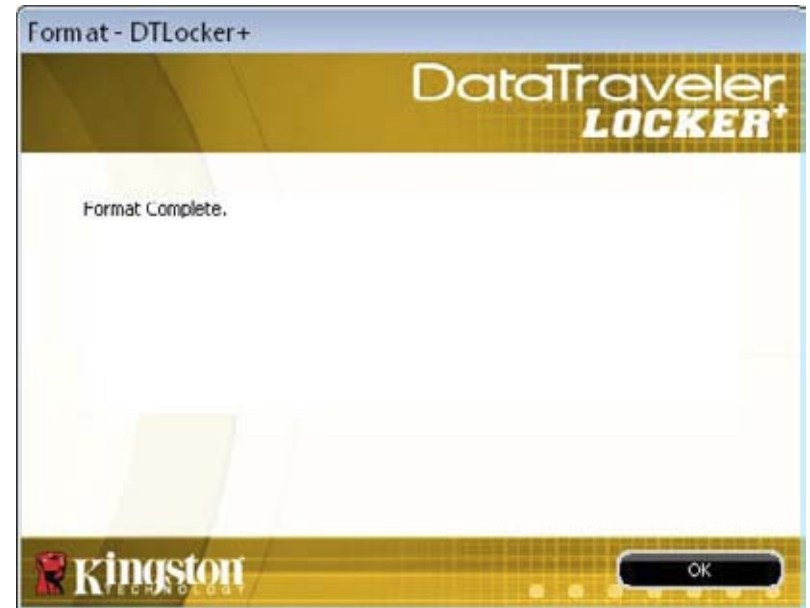 Format - DTLocker+
DataTraveler
LOCKER+
Format Complete.
Kingston
TECHNOLOGY
OK